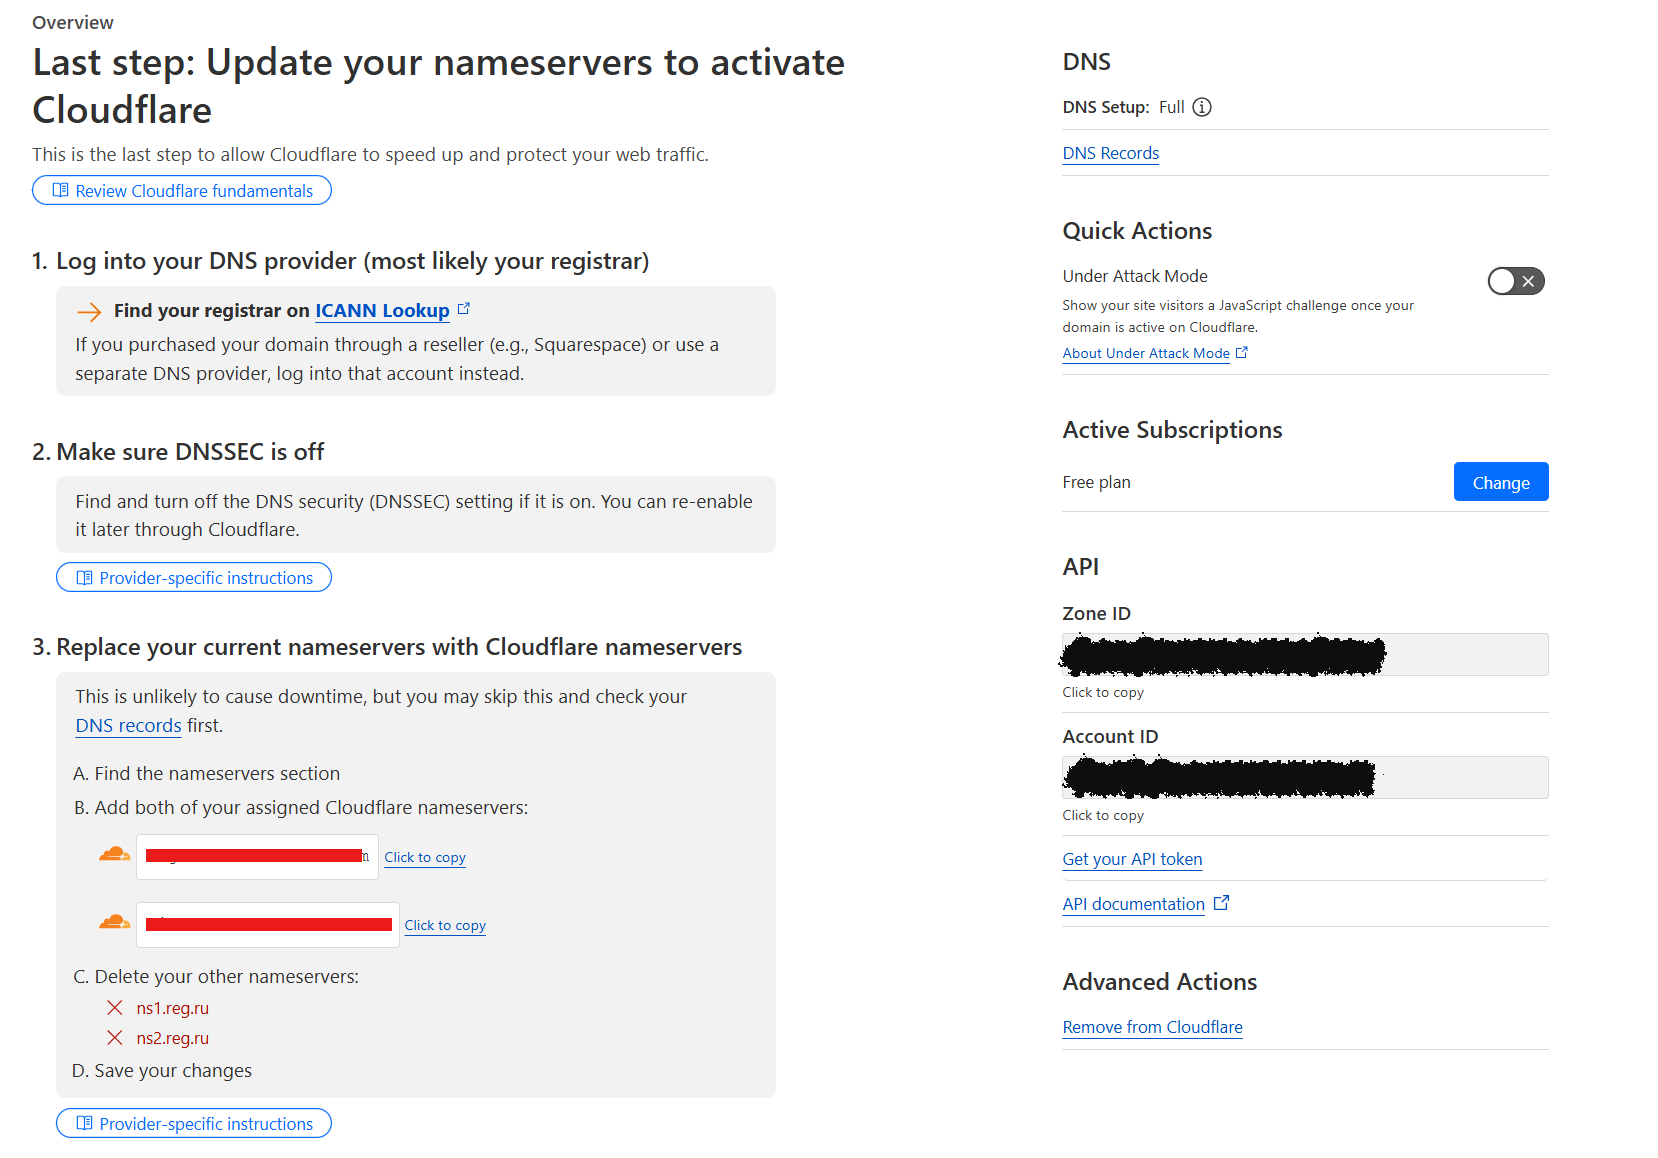 Overview
Last step: Update your nameservers to activate
Cloudflare
This is the last step to allow Cloudflare to speed up and protect your web traffic.
Review Cloudflare fundamentals
1. Log into your DNS provider (most likely your registrar)
Find your registrar on ICANN Lookup
If you purchased your domain through a reseller (e.g., Squarespace) or use a
separate DNS provider, log into that account instead.
2. Make sure DNSSEC is off
Find and turn off the DNS security (DNSSEC) setting if it is on. You can re-enable
it later through Cloudflare.
Provider-specific instructions
3. Replace your current nameservers with Cloudflare nameservers
This is unlikely to cause downtime, but you may skip this and check your
DNS records first.
A. Find the nameservers section
B. Add both of your assigned Cloudflare nameservers:
Click to copy
Click to copy
C. Delete your other nameservers:
ns1.reg.ru
ns2.reg.ru
D. Save your changes
Provider-specific instructions
DNS
DNS Setup: Full
DNS Records
Quick Actions
Under Attack Mode
Show your site visitors a JavaScript challenge once your
domain is active on Cloudflare.
About Under Attack Mode
Active Subscriptions
Free plan
Change
API
Zone ID
Click to copy
Account ID
Click to copy
Get your API token
API documentation
Advanced Actions
Remove from Cloudflare